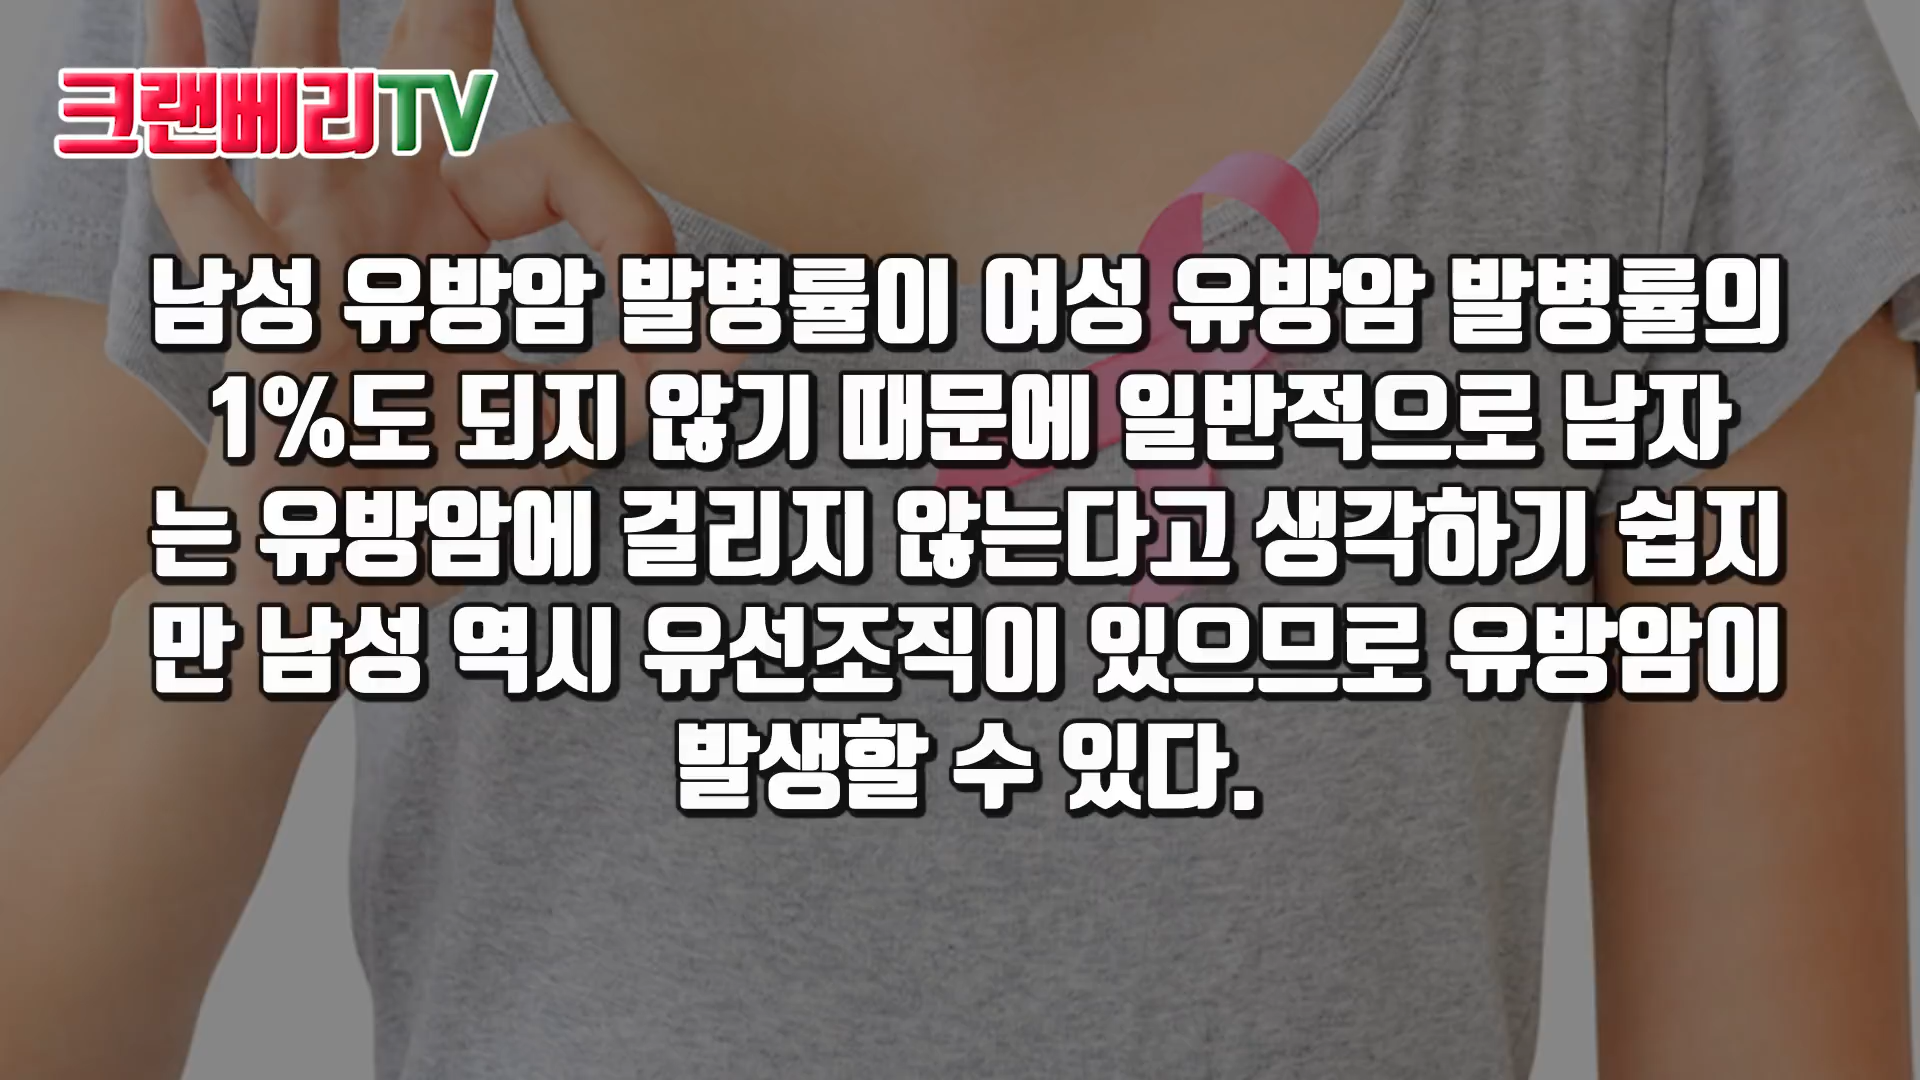 크랜베리TV
남성 유방암 발병률이 여성 유방암 발병률의
1%도 되지 않기 때문에 일반적으로 남자
는 유방암에 걸리지 않는다고 생각하기 쉽지
만 남성 역시 유선조직이 있으므로 유방암이
발생할 수 있다.